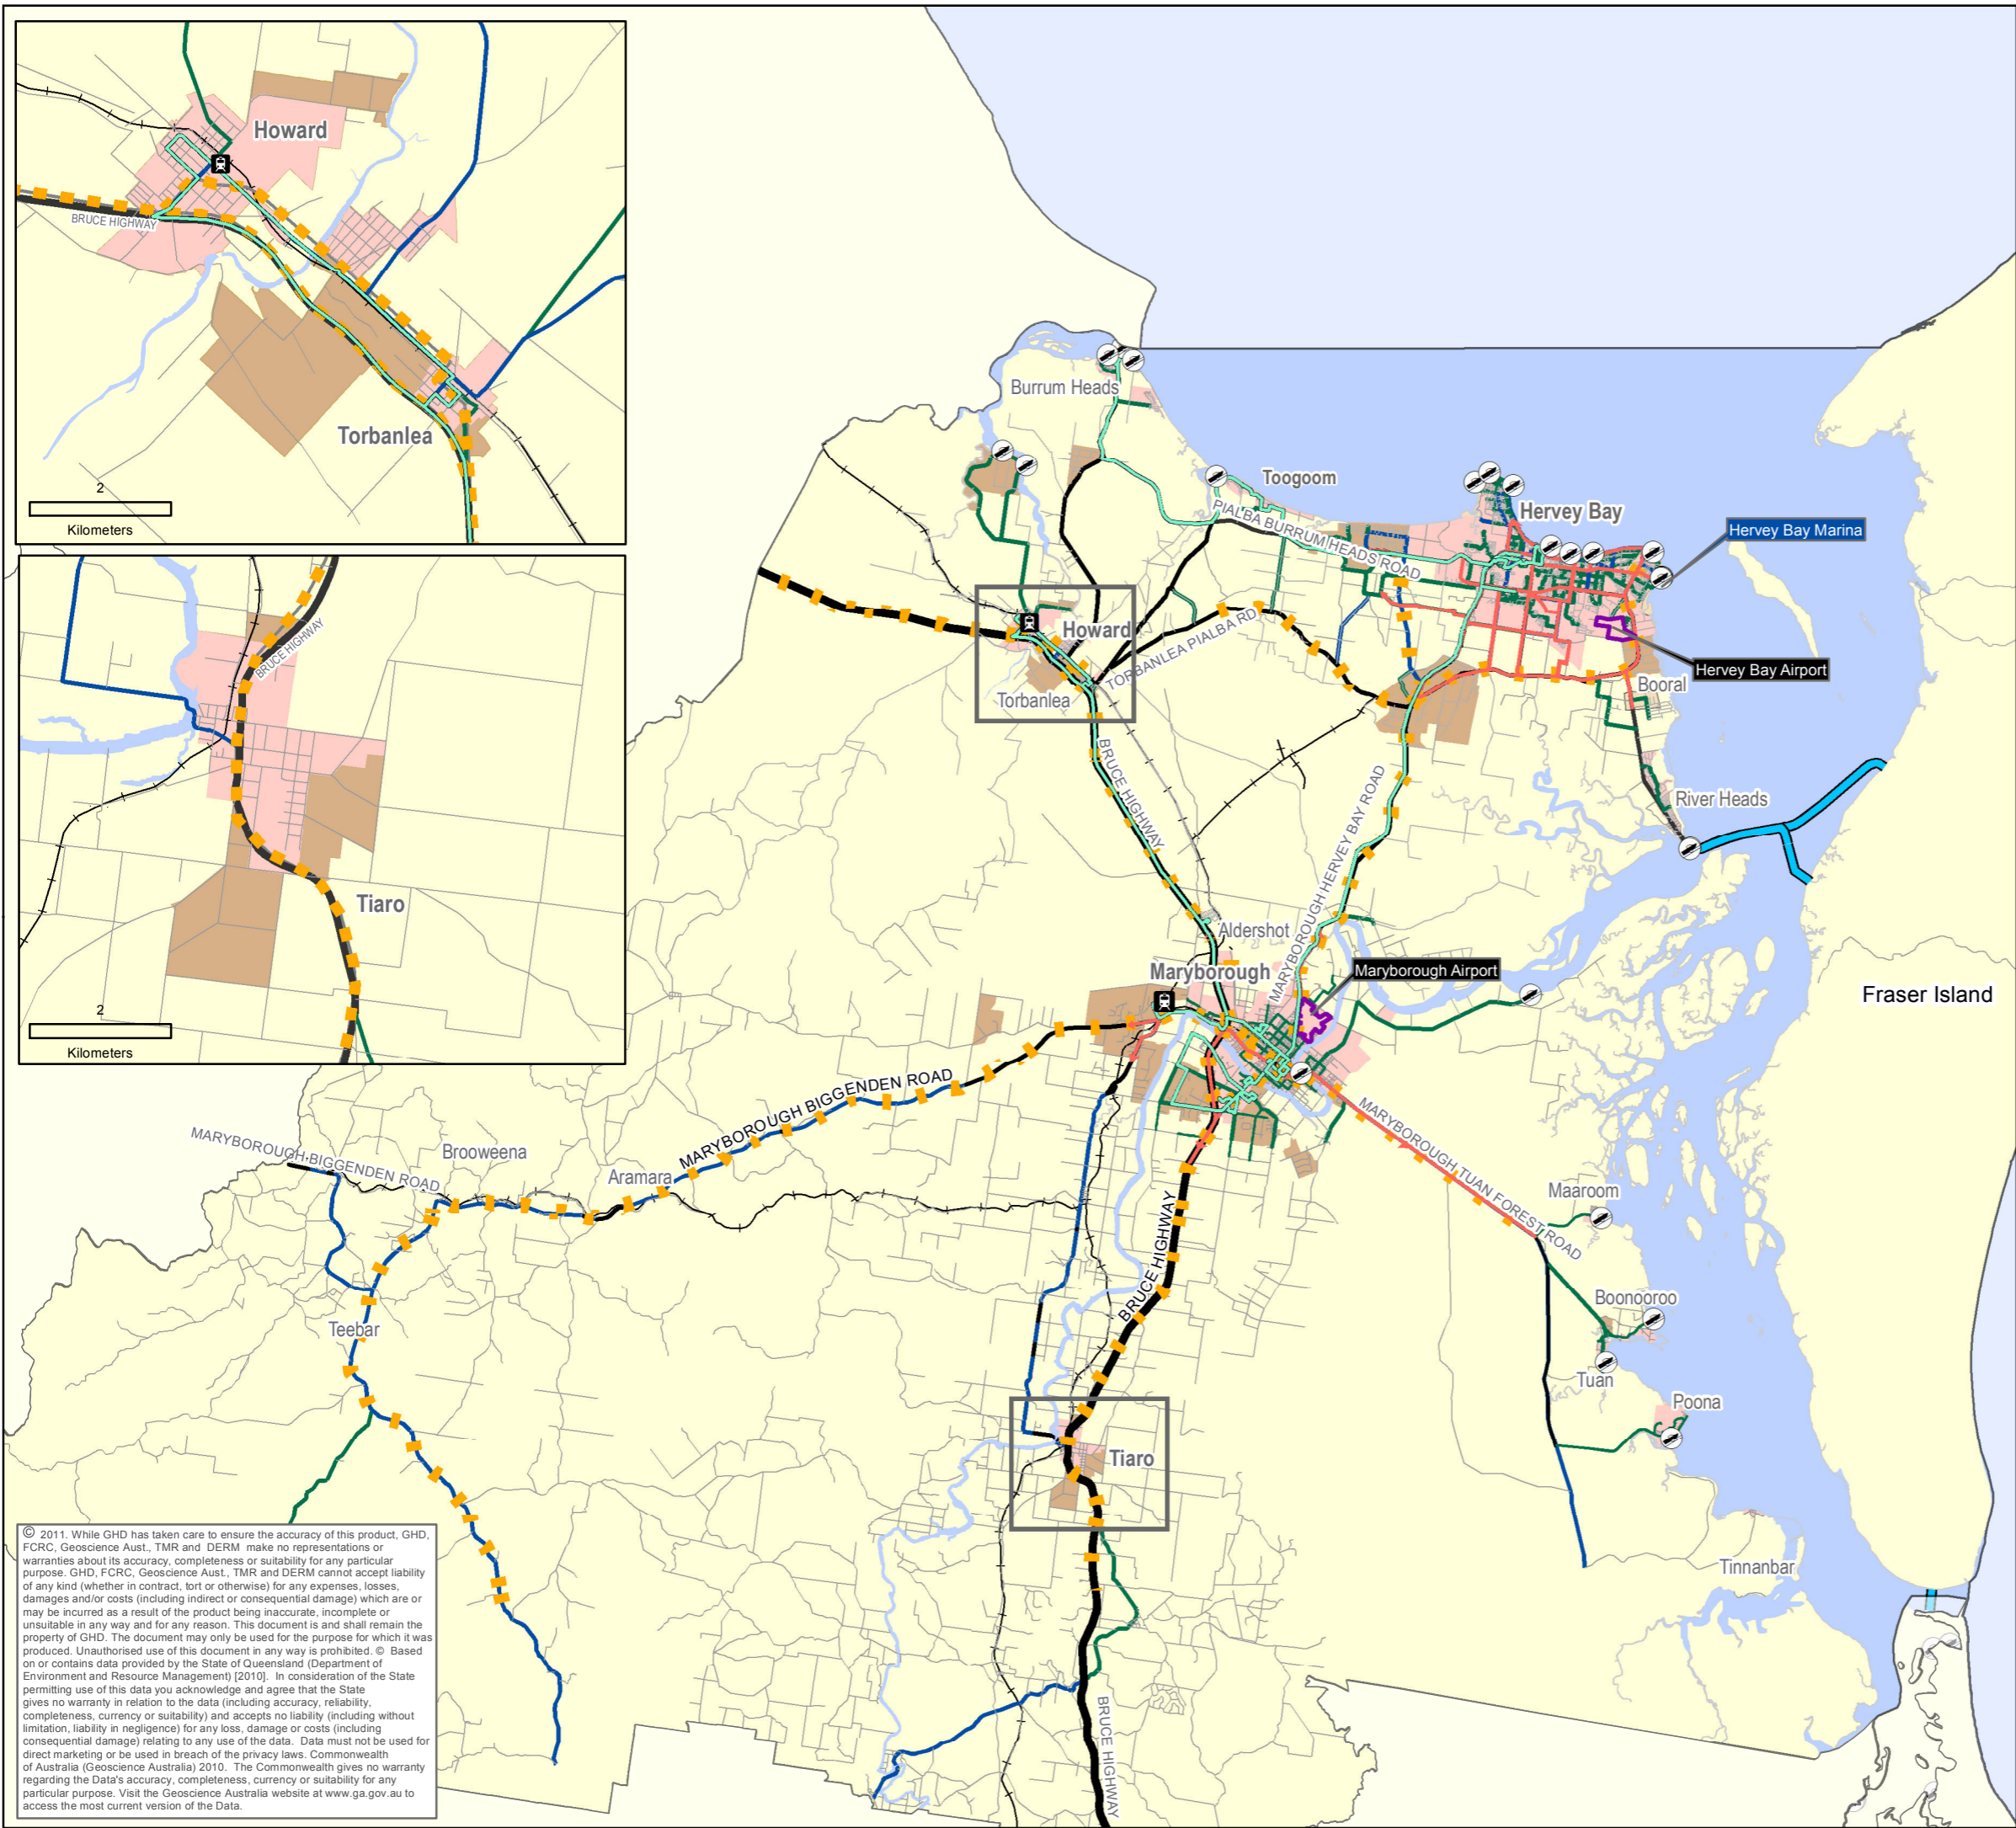 Howard
BRUCE HIGHWAY
Torbanlea
2
Kilometers
BRUCE HIGHWAY
Tiaro
2
Kilometers
Burrum Heads
Toogoom
PIALBA BURRUM HEADS ROAD
Hervey Bay
Hervey Bay Marina
Howard
TORBANLEA PIALBA RD
Torbanlea
Hervey Bay Airport
Booral
BRUCE HIGHWAY
MARYBOROUGH HERVEY BAY ROAD
River Heads
Aldershot
Maryborough
Maryborough Airport
Fraser Island
MARYBOROUGH BIGGENDEN ROAD
MARYBOROUGH TUAN FOREST ROAD
MARYBOROUGH BIGGENDEN ROAD
Brooweena
Aramara
Maaroom
BRUCE HIGHWAY
Boonooroo
Teebar
Tuan
Poona
Tiaro
Tinnanbar
BRUCE HIGHWAY
© 2011. While GHD has taken care to ensure the accuracy of this product, GHD,
FCRC, Geoscience Aust., TMR and DERM make no representations or
warranties about its accuracy, completeness or suitability for any particular
purpose. GHD, FCRC, Geoscience Aust., TMR and DERM cannot accept liability
of any kind (whether in contract, tort or otherwise) for any expenses, losses,
damages and/or costs (including indirect or consequential damage) which are or
may be incurred as a result of the product being inaccurate, incomplete or
unsuitable in any way and for any reason. This document is and shall remain the
property of GHD. The document may only be used for the purpose for which it was
produced. Unauthorised use of this document in any way is prohibited. © Based
on or contains data provided by the State of Queensland (Department of
Environment and Resource Management) [2010]. In consideration of the State
permitting use of this data you acknowledge and agree that the State
gives no warranty in relation to the data (including accuracy, reliability,
completeness, currency or suitability) and accepts no liability (including without
limitation, liability in negligence) for any loss, damage or costs (including
consequential damage) relating to any use of the data. Data must not be used for
direct marketing or be used in breach of the privacy laws. Commonwealth
of Australia (Geoscience Australia) 2010. The Commonwealth gives no warranty
regarding the Data's accuracy, completeness, currency or suitability for any
particular purpose. Visit the Geoscience Australia website at www.ga.gov.au to
access the most current version of the Data.